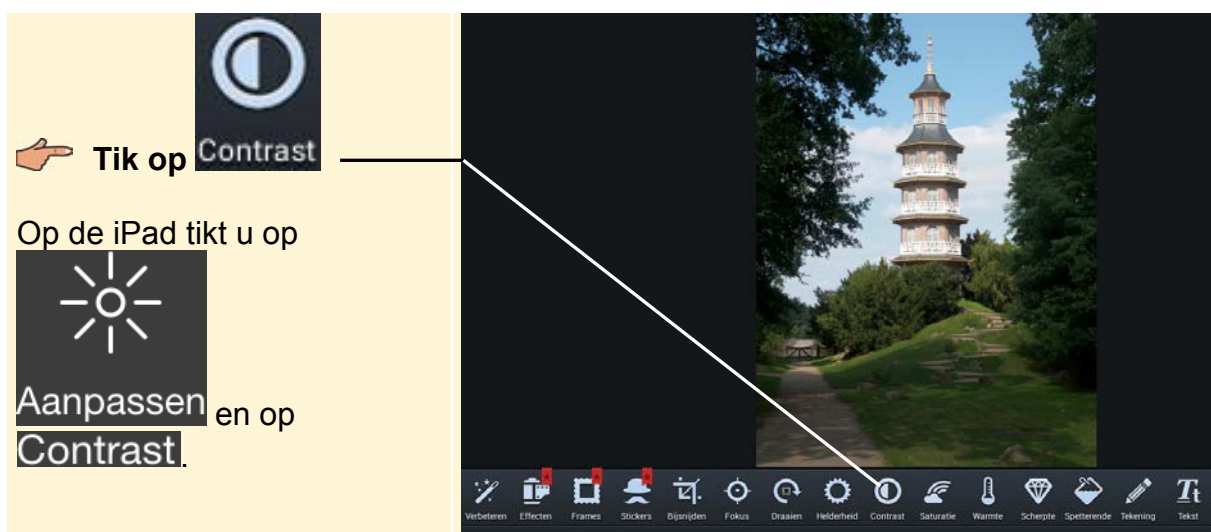 Contrast
Tik op
Op de iPad tikt u op
Aanpassen en op
Contrast.
Verbeteren Effecten Frames Stickers Bijsnijden Fokus Draaien Helderheid Contrast Saturatie Warmte Scherpte Spetterende Tekening Tekst